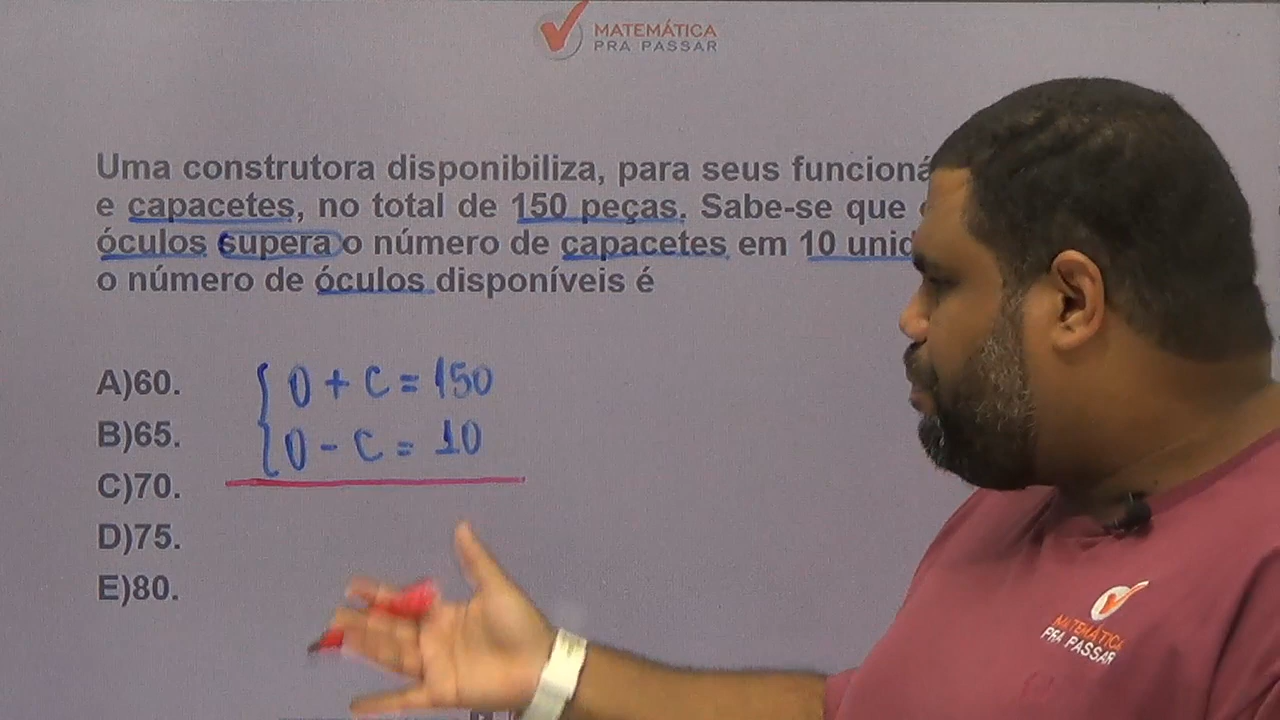 MATEMÁTICA
PRA PASSAR
Uma construtora disponibiliza, para seus
e capacetes, no total de 150 peças. Sabe-se que
óculos supera o número de capacetes em 10
o número de óculos disponíveis é
A)60.
B)65.
C)70.
D)75.
E)80.
O + C = 150
O - C = 10
MATEMÁTICA
PRA PASSAR